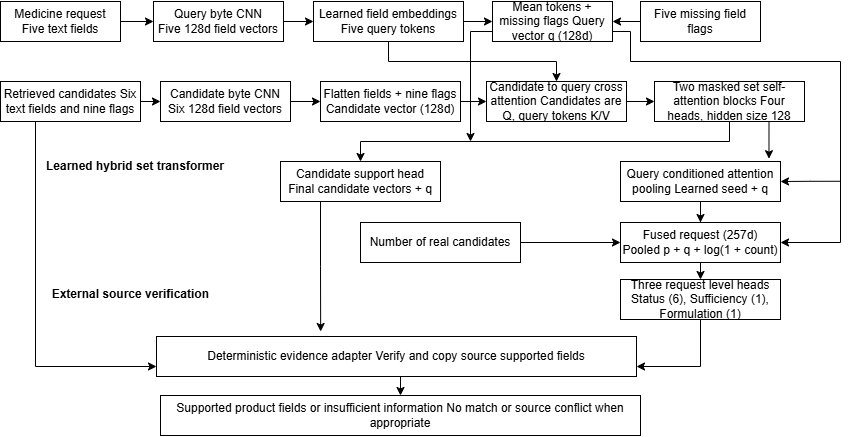 Medicine request
Five text fields
Query byte CNN
Five 128d field vectors
Learned field embeddings
Five query tokens
Mean tokens +
missing flags Query
vector q (128d)
Five missing field
flags
Retrieved candidates Six
text fields and nine flags
Candidate byte CNN
Six 128d field vectors
Flatten fields + nine flags
Candidate vector (128d)
Candidate to query cross
attention Candidates are
Q, query tokens K/V
Two masked set self-
attention blocks Four
heads, hidden size 128
Learned hybrid set transformer
Candidate support head
Final candidate vectors + q
Query conditioned attention
pooling Learned seed + q
Number of real candidates
Fused request (257d)
Pooled p + q + log(1 + count)
External source verification
Three request level heads
Status (6), Sufficiency (1),
Formulation (1)
Deterministic evidence adapter Verify and copy source supported fields
Supported product fields or insufficient information No match or source conflict when
appropriate